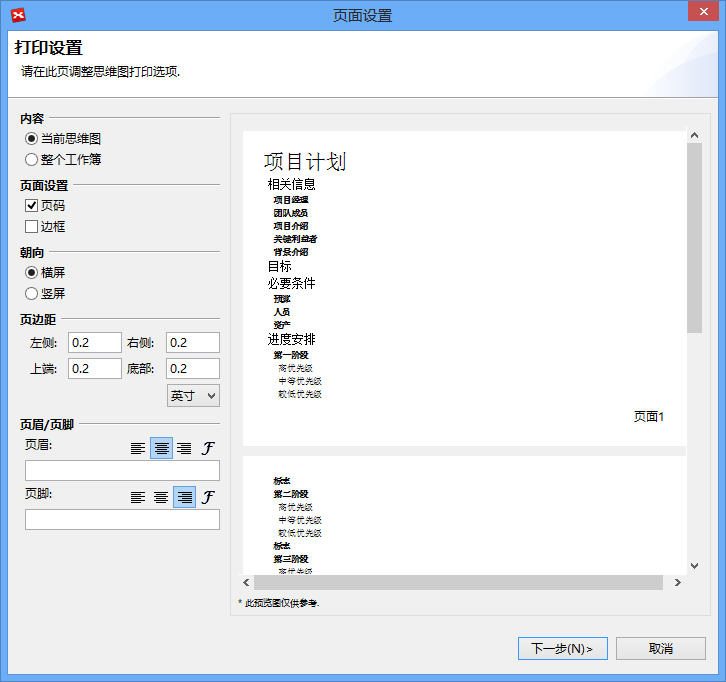 页面设置
打印设置
请在此页调整思维图打印选项.
内容
当前思维图
整个工作簿
页面设置
页码
边框
朝向
横屏
竖屏
页边距
左侧: 0.2 右侧: 0.2
上端: 0.2 底部: 0.2
英寸
页眉/页脚
页眉:
页脚:
项目计划
相关信息
项目经理
团队成员
项目介绍
关键利益者
背景介绍
目标
必要条件
预算
人员
资产
进度安排
第一阶段
高优先级
中等优先级
较低优先级
页面1
标志
第二阶段
高优先级
中等优先级
较低优先级
标志
第三阶段
高优先级
* 此预览图仅供参考.
下一步(N)> 取消